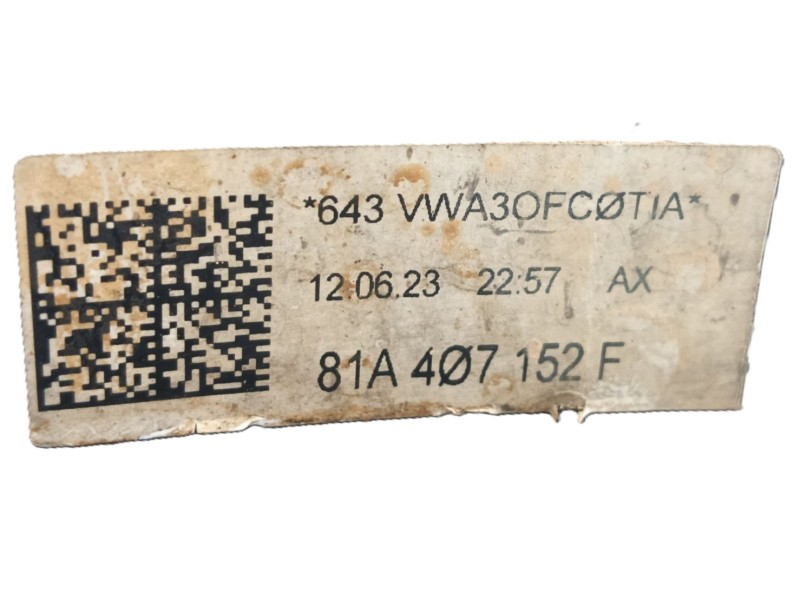 *643 VWA3OFCØTIA*
12.06.23 22:57 AX
81A 4Ø7 152 F